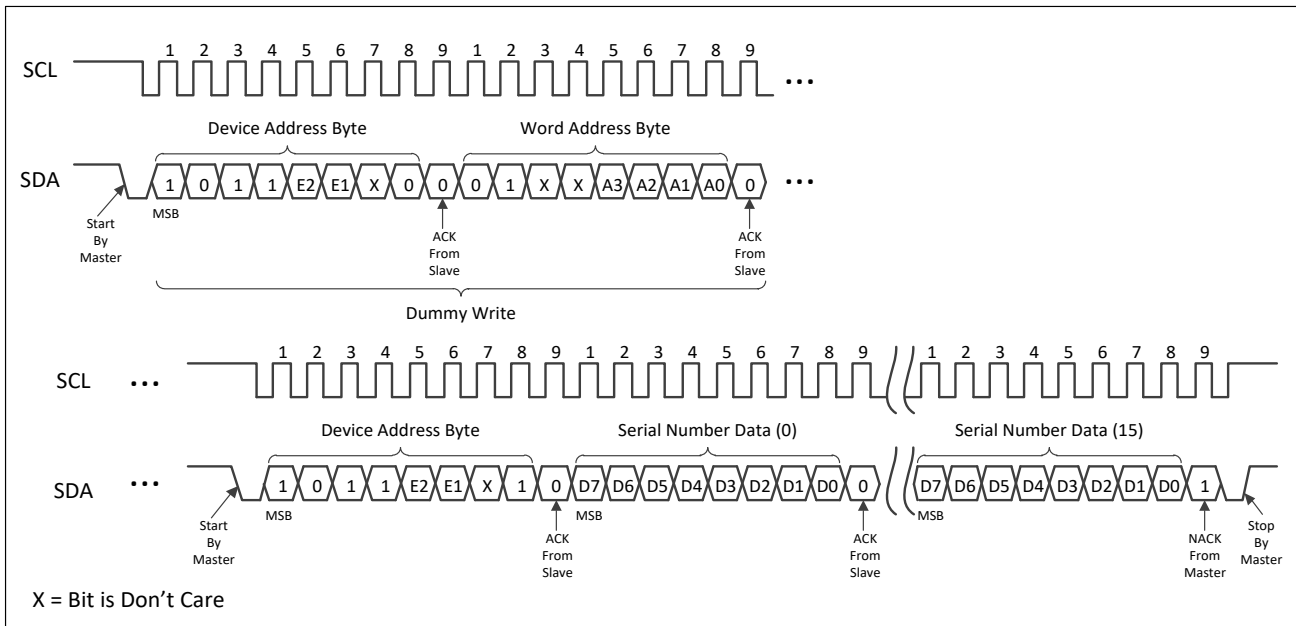 1 2 3 4 5 6 7 8 9 1 2 3 4 5 6 7 8 9
SCL ...
Device Address Byte Word Address Byte
SDA 1 0 1 1 E2 E1 X 0 0 0 1 X X A3 A2 A1 A0 0 ...
MSB
Start By Master
ACK From Slave
ACK From Slave
Dummy Write
1 2 3 4 5 6 7 8 9 1 2 3 4 5 6 7 8 9 1 2 3 4 5 6 7 8 9
SCL ...
Device Address Byte Serial Number Data (0) Serial Number Data (15)
SDA ... 1 0 1 1 E2 E1 X 1 0 D7 D6 D5 D4 D3 D2 D1 D0 0 D7 D6 D5 D4 D3 D2 D1 D0 1
MSB MSB MSB
Start By Master
ACK From Slave
ACK From Slave
NACK From Master
Stop By Master
X = Bit is Don't Care